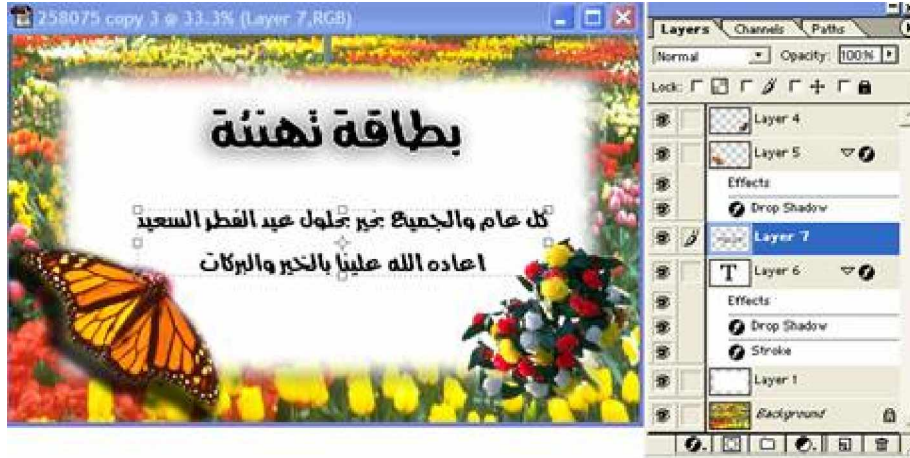 258075 copy 3 @ 33.3% (Layer 7,RGB)
بطاقة تهنئة
كل عام والجميع بخير بحلول عيد الفطر السعيد
اعاده الله علينا بالخير والبركات
Layers Channels Paths
Normal Opacity: 100%
Lock:
Layer 4
Layer 5
Effects
Drop Shadow
Layer 7
T Layer 6
Effects
Drop Shadow
Stroke
Layer 1
Background